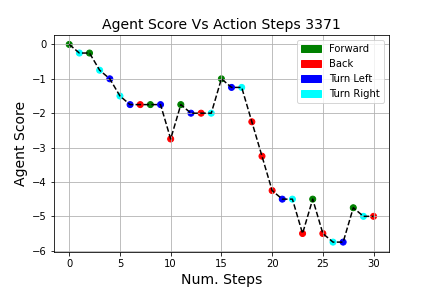 Agent Score Vs Action Steps 3371
Forward
Back
Turn Left
Turn Right
Agent Score
0
−1
−2
−3
−4
−5
−6
0 5 10 15 20 25 30
Num. Steps